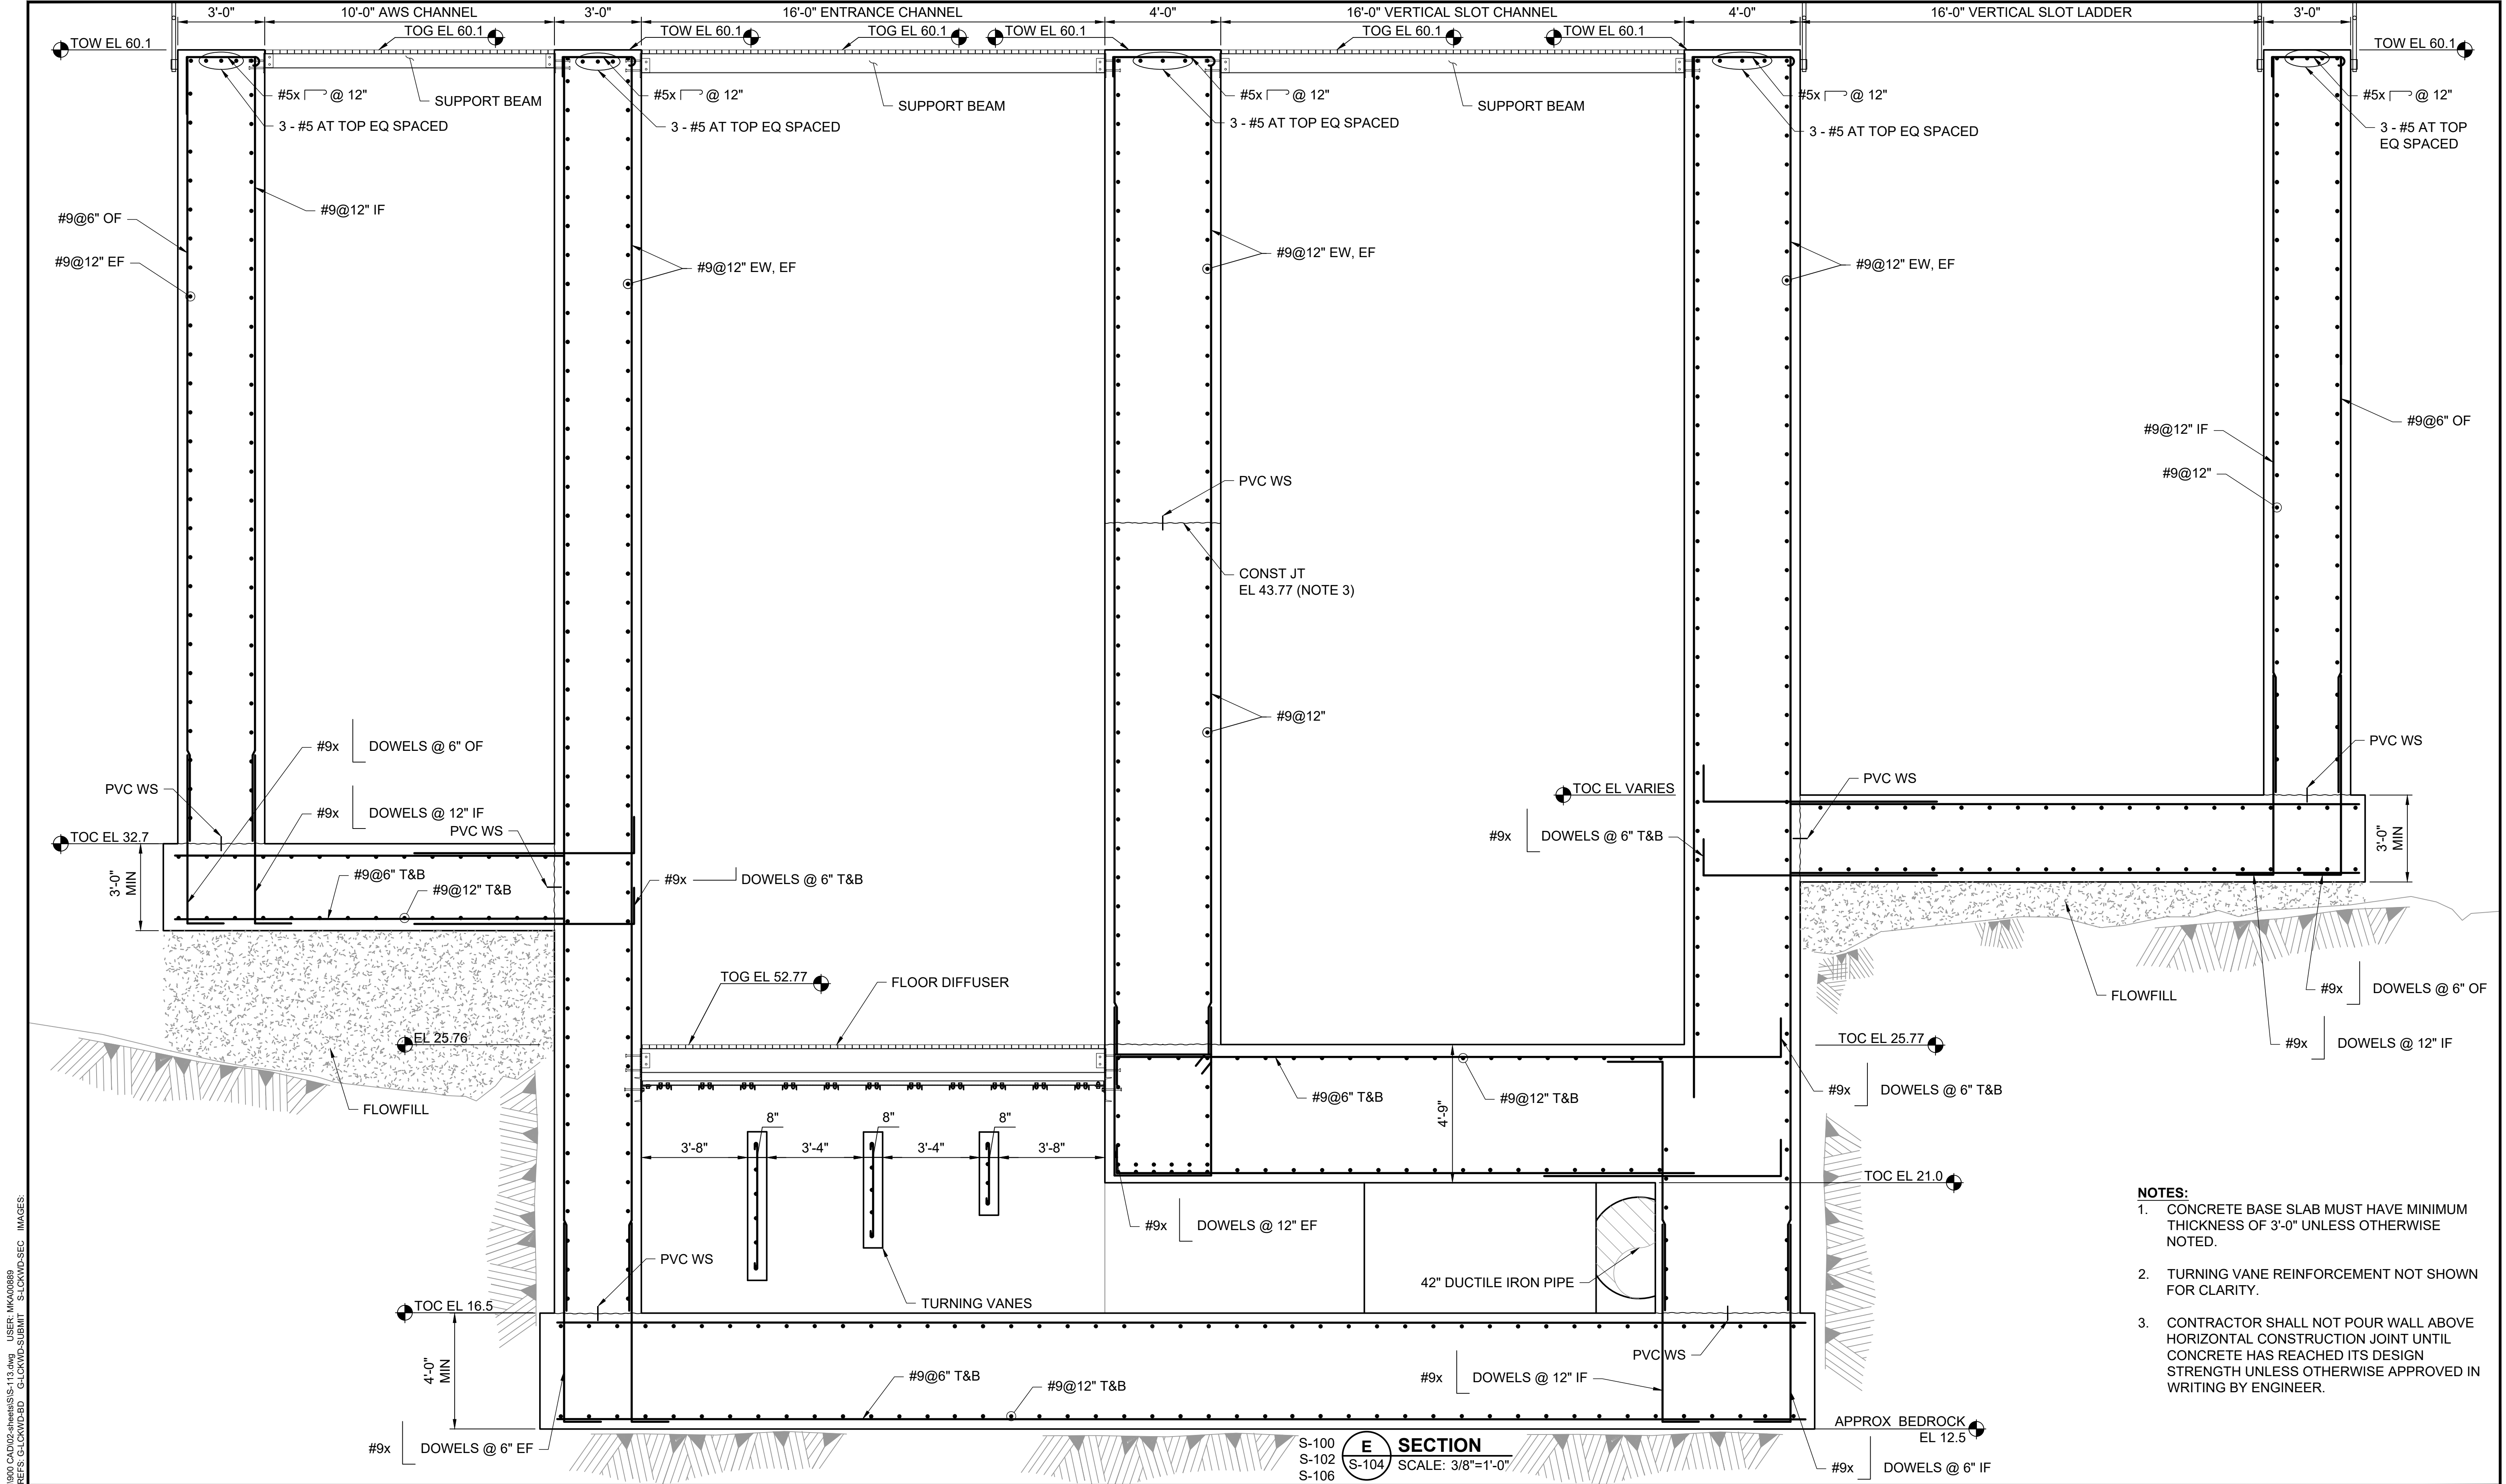 3'-0"
10'-0" AWS CHANNEL
3'-0"
16'-0" ENTRANCE CHANNEL
4'-0"
16'-0" VERTICAL SLOT CHANNEL
4'-0"
16'-0" VERTICAL SLOT LADDER
3'-0"
TOW EL 60.1
TOG EL 60.1
TOW EL 60.1
TOG EL 60.1
TOW EL 60.1
TOG EL 60.1
TOW EL 60.1
TOW EL 60.1
#5x @ 12"
SUPPORT BEAM
3 - #5 AT TOP EQ SPACED
#5x @ 12"
SUPPORT BEAM
3 - #5 AT TOP EQ SPACED
#5x @ 12"
SUPPORT BEAM
3 - #5 AT TOP EQ SPACED
#5x @ 12"
3 - #5 AT TOP EQ SPACED
#5x @ 12"
3 - #5 AT TOP
EQ SPACED
#9@6" OF
#9@12" IF
#9@12" EF
#9@12" EW, EF
#9@12" EW, EF
#9@12" EW, EF
#9@12" IF
#9@6" OF
#9@12"
PVC WS
CONST JT
EL 43.77 (NOTE 3)
#9@12"
#9x DOWELS @ 6" OF
PVC WS
#9x DOWELS @ 12" IF
PVC WS
TOC EL 32.7
3'-0"
MIN
#9@6" T&B
#9@12" T&B
#9x DOWELS @ 6" T&B
TOC EL VARIES
#9x DOWELS @ 6" T&B
PVC WS
PVC WS
3'-0"
MIN
TOG EL 52.77
FLOOR DIFFUSER
EL 25.76
FLOWFILL
FLOWFILL
#9x DOWELS @ 6" OF
#9x DOWELS @ 12" IF
TOC EL 25.77
#9x DOWELS @ 6" T&B
#9@6" T&B
4'-9"
#9@12" T&B
8"
8"
8"
3'-8"
3'-4"
3'-4"
3'-8"
TOC EL 21.0
#9x DOWELS @ 12" EF
PVC WS
TURNING VANES
42" DUCTILE IRON PIPE
TOC EL 16.5
4'-0"
MIN
#9@6" T&B
#9@12" T&B
PVC WS
#9x DOWELS @ 12" IF
#9x DOWELS @ 6" EF
APPROX BEDROCK
EL 12.5
#9x DOWELS @ 6" IF
NOTES:
1. CONCRETE BASE SLAB MUST HAVE MINIMUM
THICKNESS OF 3'-0" UNLESS OTHERWISE
NOTED.
2. TURNING VANE REINFORCEMENT NOT SHOWN
FOR CLARITY.
3. CONTRACTOR SHALL NOT POUR WALL ABOVE
HORIZONTAL CONSTRUCTION JOINT UNTIL
CONCRETE HAS REACHED ITS DESIGN
STRENGTH UNLESS OTHERWISE APPROVED IN
WRITING BY ENGINEER.
S-100
S-102
S-106
E
S-104
SECTION
SCALE: 3/8"=1'-0"
\900 CAD\02-sheets\S\S-113.dwg USER: MKA00889
REFS: G-LCKWD-BD G-LCKWD-SUBMIT S-LCKWD-SEC IMAGES: